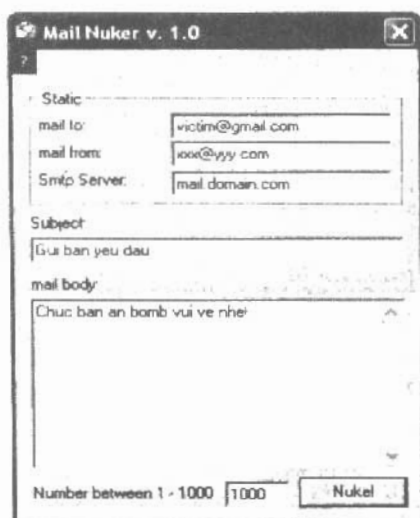 Mail Nuker v. 1.0
?
Static
mail to: victim@gmail.com
mail from: xxx@yyy.com
Smtp Server: mail.domain.com
Subject
Gui ban yeu dau
mail body:
Chuc ban an bomb vui ve nhe!
Number between 1 - 1000 1000 Nuke!